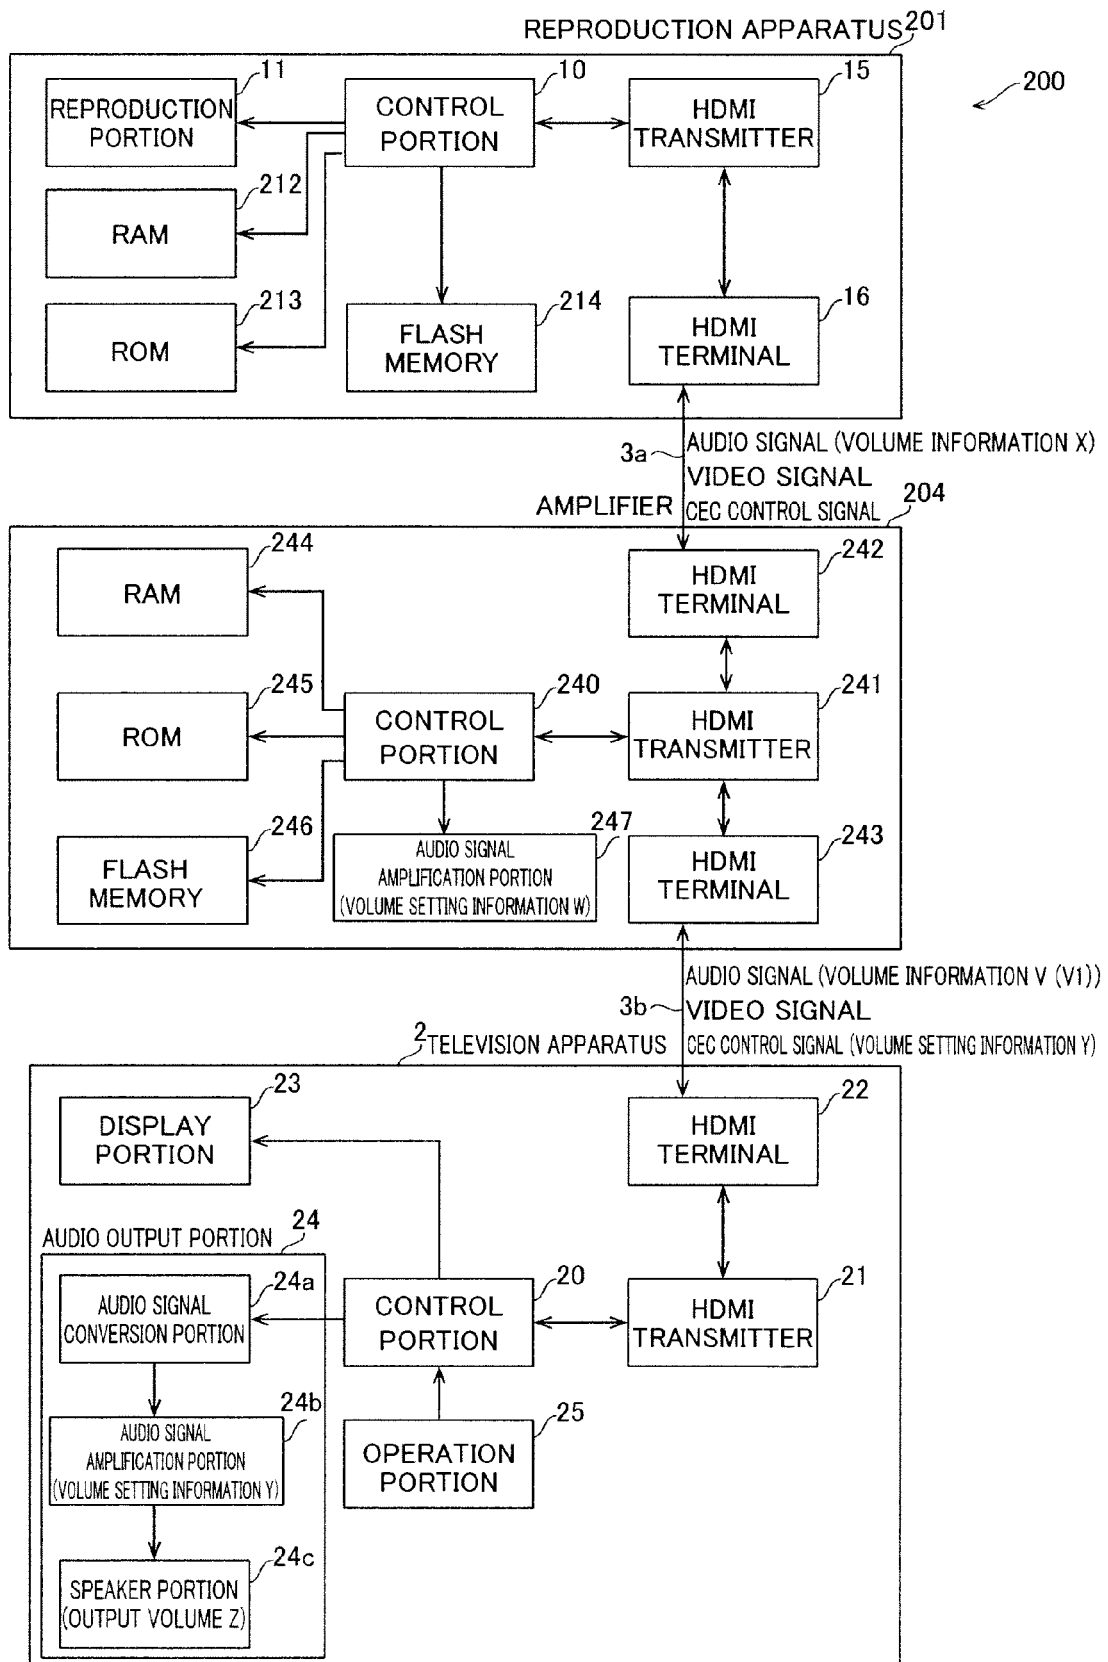 REPRODUCTION APPARATUS
201
200
11
REPRODUCTION
PORTION
10
CONTROL
PORTION
15
HDMI
TRANSMITTER
212
RAM
213
ROM
214
FLASH
MEMORY
16
HDMI
TERMINAL
3a
AUDIO SIGNAL (VOLUME INFORMATION X)
VIDEO SIGNAL
CEC CONTROL SIGNAL
AMPLIFIER
204
244
RAM
242
HDMI
TERMINAL
245
ROM
240
CONTROL
PORTION
241
HDMI
TRANSMITTER
246
FLASH
MEMORY
247
AUDIO SIGNAL
AMPLIFICATION PORTION
(VOLUME SETTING INFORMATION W)
243
HDMI
TERMINAL
3b
AUDIO SIGNAL (VOLUME INFORMATION V (V1))
VIDEO SIGNAL
CEC CONTROL SIGNAL (VOLUME SETTING INFORMATION Y)
2
TELEVISION APPARATUS
23
DISPLAY
PORTION
22
HDMI
TERMINAL
AUDIO OUTPUT PORTION
24
24a
AUDIO SIGNAL
CONVERSION PORTION
20
CONTROL
PORTION
21
HDMI
TRANSMITTER
24b
AUDIO SIGNAL
AMPLIFICATION PORTION
(VOLUME SETTING INFORMATION Y)
25
OPERATION
PORTION
24c
SPEAKER PORTION
(OUTPUT VOLUME Z)